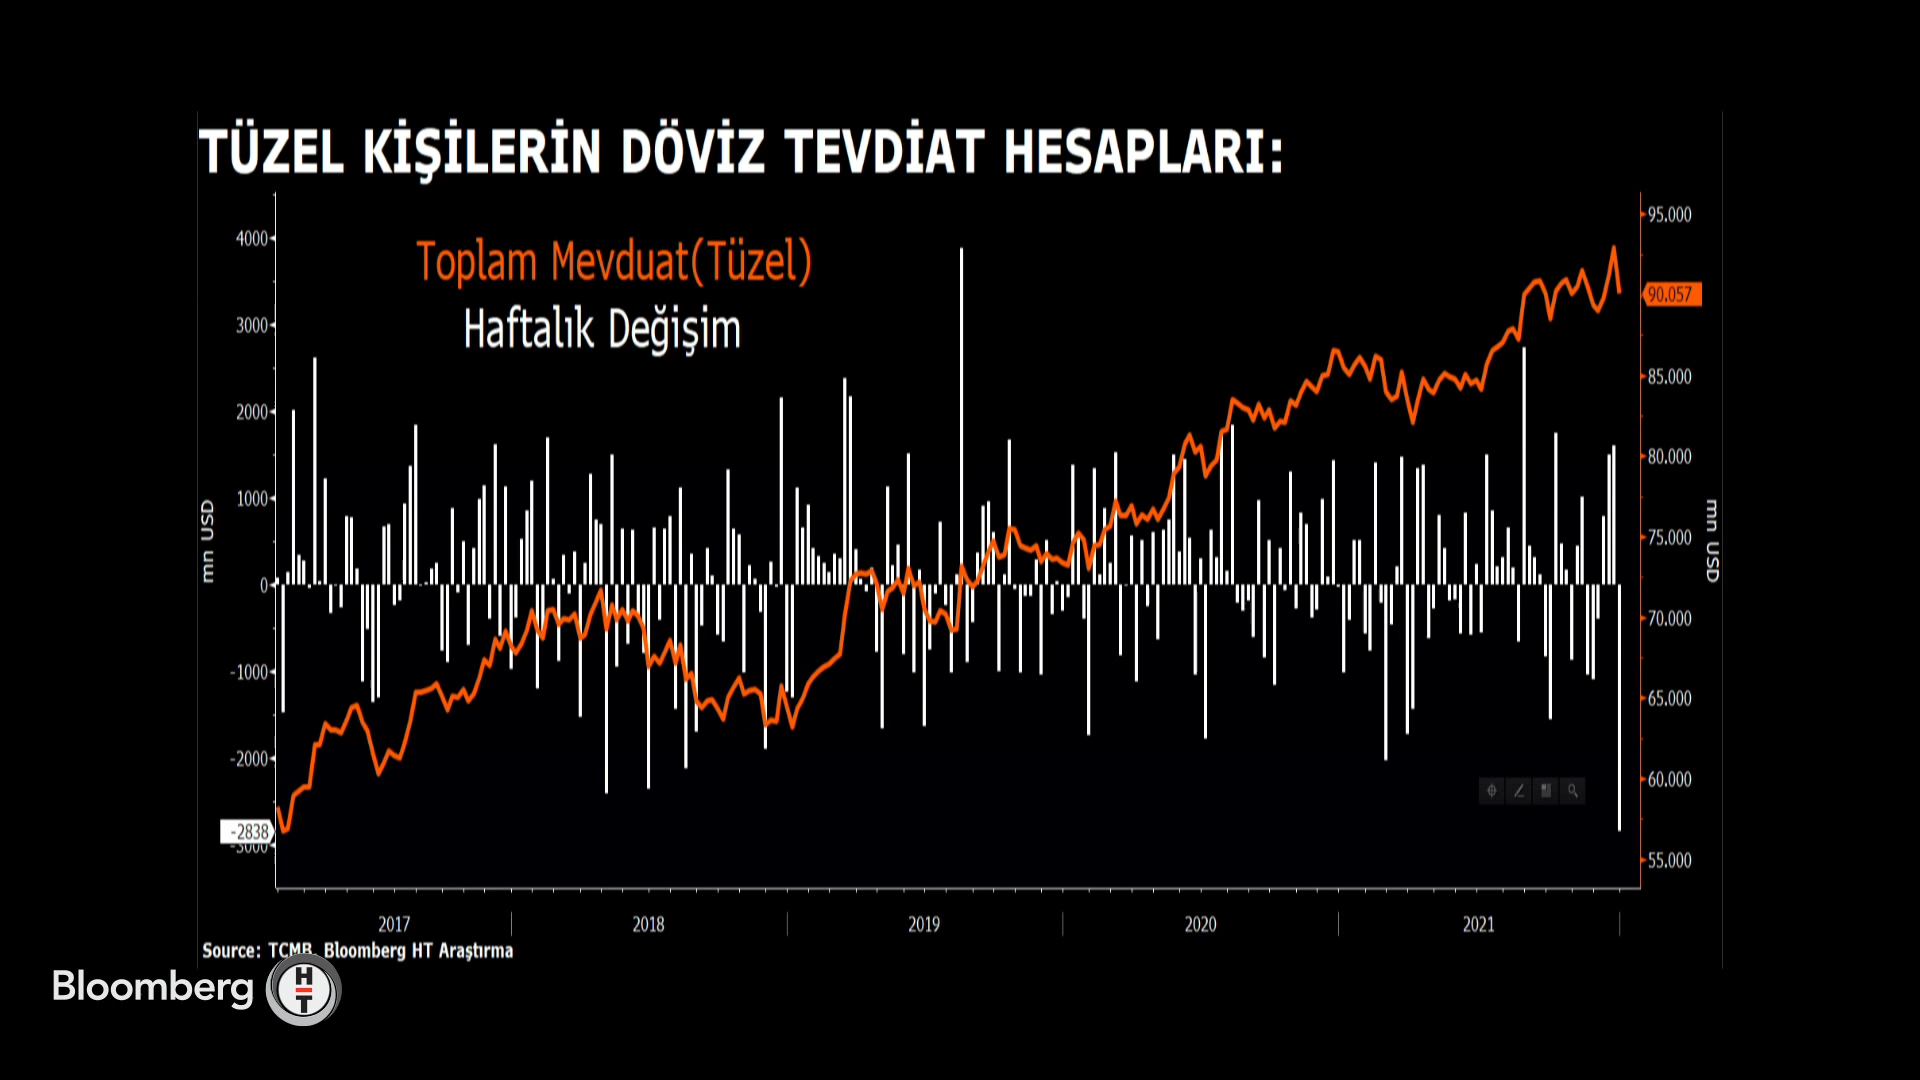 TÜZEL KİŞİLERİN DÖVİZ TEVDİAT HESAPLARI:
Toplam Mevduat(Tüzel)
Haftalık Değişim
mn USD
4000
3000
2000
1000
0
-1000
-2000
-2838
-3000
95.000
90.057
85.000
80.000
75.000
70.000
65.000
60.000
55.000
mn USD
2017 2018 2019 2020 2021
Source: TCMB, Bloomberg HT Araştırma
Bloomberg HT